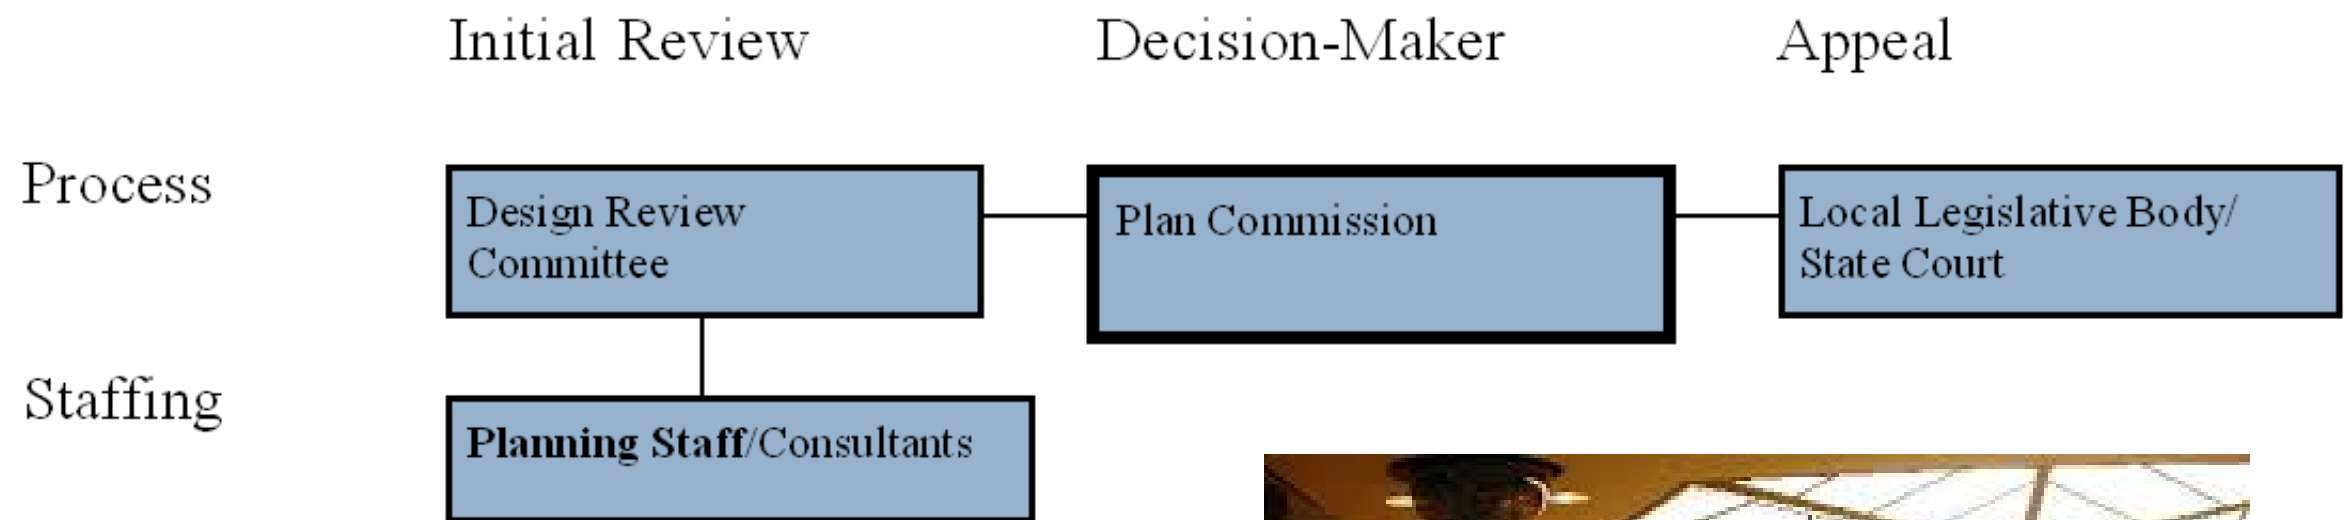 Initial Review
Decision-Maker
Appeal
Process
Design Review
Committee
Plan Commission
Local Legislative Body/
State Court
Staffing
Planning Staff/Consultants